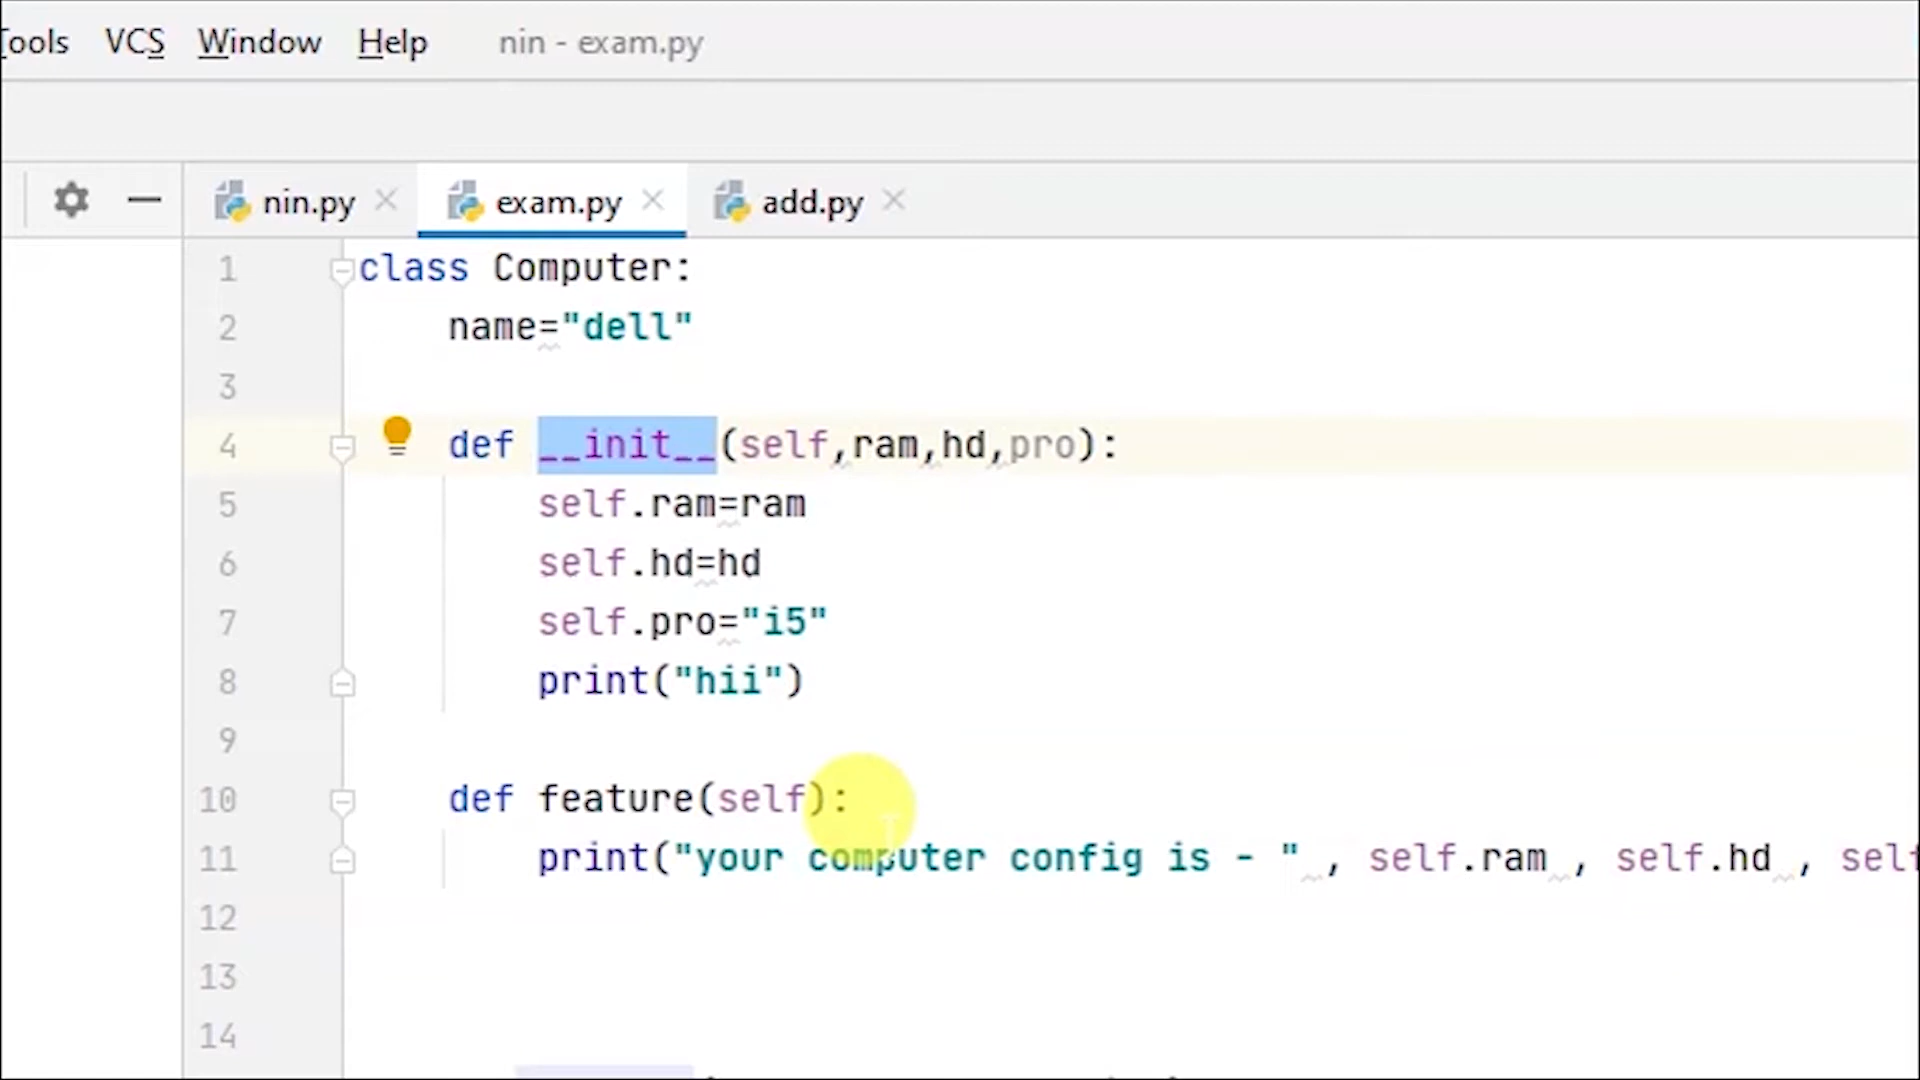 Tools VCS Window Help nin - exam.py
nin.py exam.py add.py
1 class Computer:
2 name="dell"
3
4 def __init__(self,ram,hd,pro):
5 self.ram=ram
6 self.hd=hd
7 self.pro="i5"
8 print("hii")
9
10 def feature(self):
11 print("your computer config is - " , self.ram , self.hd , self
12
13
14